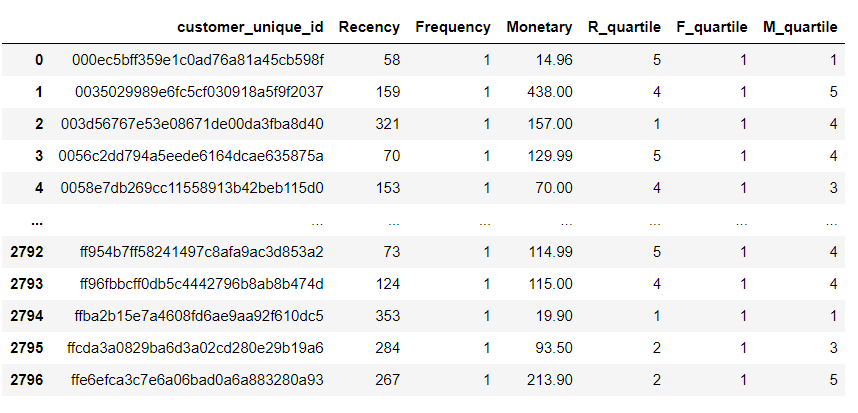 customer_unique_id Recency Frequency Monetary R_quartile F_quartile M_quartile
0 000ec5bff359e1c0ad76a81a45cb598f 58 1 14.96 5 1 1
1 0035029989e6fc5cf030918a5f9f2037 159 1 438.00 4 1 5
2 003d56767e53e08671de00da3fba8d40 321 1 157.00 1 1 4
3 0056c2dd794a5eede6164dcae635875a 70 1 129.99 5 1 4
4 0058e7db269cc11558913b42beb115d0 153 1 70.00 4 1 3
... ... ... ... ... ... ... ...
2792 ff954b7ff58241497c8afa9ac3d853a2 73 1 114.99 5 1 4
2793 ff96fbbcff0db5c4442796b8ab8b474d 124 1 115.00 4 1 4
2794 ffba2b15e7a4608fd6ae9aa92f610dc5 353 1 19.90 1 1 1
2795 ffcda3a0829ba6d3a02cd280e29b19a6 284 1 93.50 2 1 3
2796 ffe6efca3c7e6a06bad0a6a883280a93 267 1 213.90 2 1 5